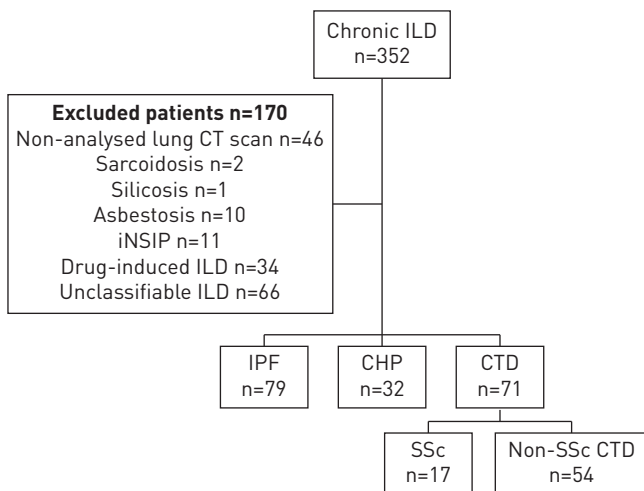 Chronic ILD
n=352
Excluded patients n=170
Non-analysed lung CT scan n=46
Sarcoidosis n=2
Silicosis n=1
Asbestosis n=10
iNSIP n=11
Drug-induced ILD n=34
Unclassifiable ILD n=66
IPF
n=79
CHP
n=32
CTD
n=71
SSc
n=17
Non-SSc CTD
n=54